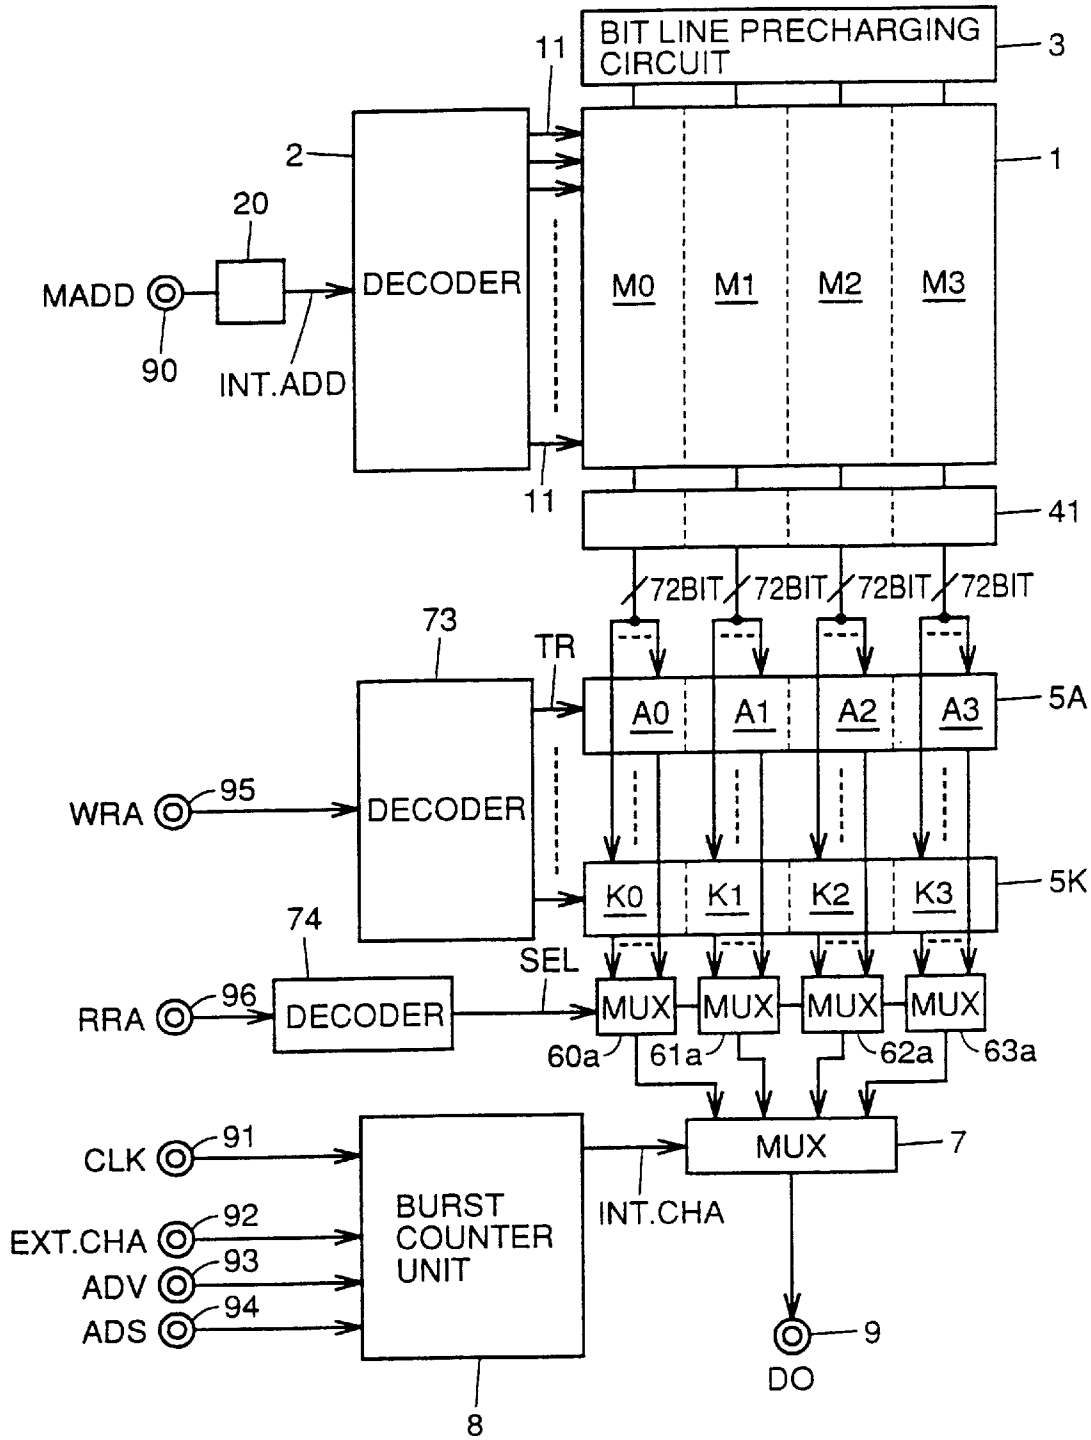 BIT LINE PRECHARGING
CIRCUIT
3
11
2
1
20
MADD
DECODER
M0 M1 M2 M3
90
INT.ADD
11
41
72BIT 72BIT 72BIT 72BIT
73
TR
A0 A1 A2 A3
5A
WRA
95
DECODER
K0 K1 K2 K3
5K
74
SEL
RRA
96
DECODER
MUX MUX MUX MUX
60a 61a 62a 63a
CLK
91
MUX
7
EXT.CHA
92
BURST
COUNTER
UNIT
INT.CHA
ADV
93
ADS
94
9
DO
8